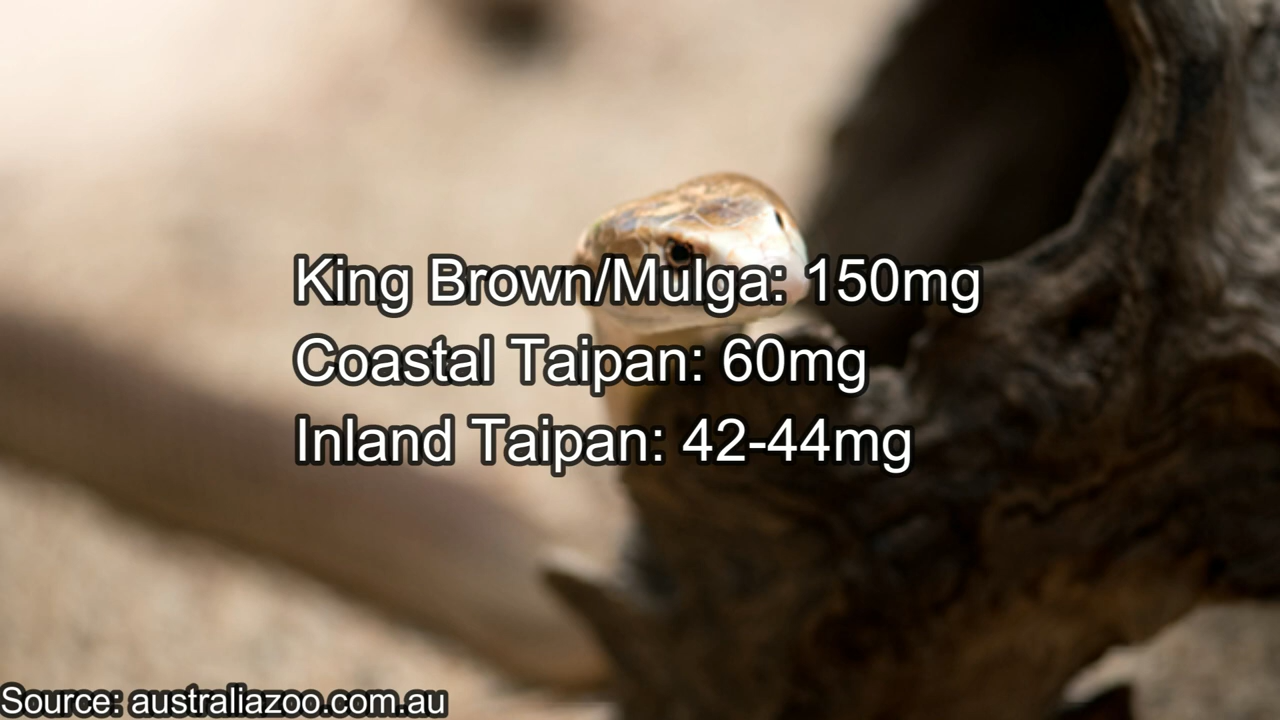 King Brown/Mulga: 150mg
Coastal Taipan: 60mg
Inland Taipan: 42-44mg
Source: australiazoo.com.au